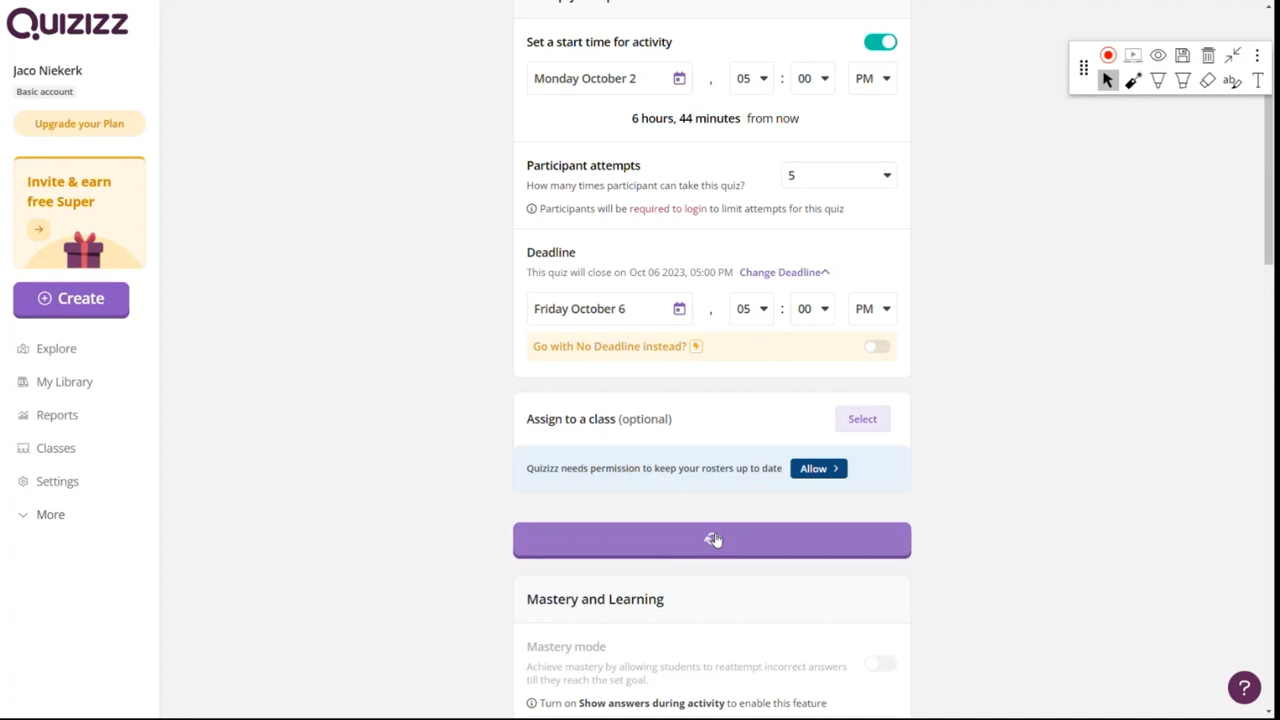 QUIZIZZ
Jaco Niekerk
Basic account
Upgrade your Plan
Invite & earn
free Super
Create
Explore
My Library
Reports
Classes
Settings
More
Set a start time for activity
Monday October 2 , 05 : 00 PM
6 hours, 44 minutes from now
Participant attempts
How many times participant can take this quiz?
5
Participants will be required to login to limit attempts for this quiz
Deadline
This quiz will close on Oct 06 2023, 05:00 PM Change Deadline
Friday October 6 , 05 : 00 PM
Go with No Deadline instead?
Assign to a class (optional) Select
Quizizz needs permission to keep your rosters up to date Allow >
Mastery and Learning
Mastery mode
Achieve mastery by allowing students to reattempt incorrect answers
till they reach the set goal.
Turn on Show answers during activity to enable this feature
ab
T
?